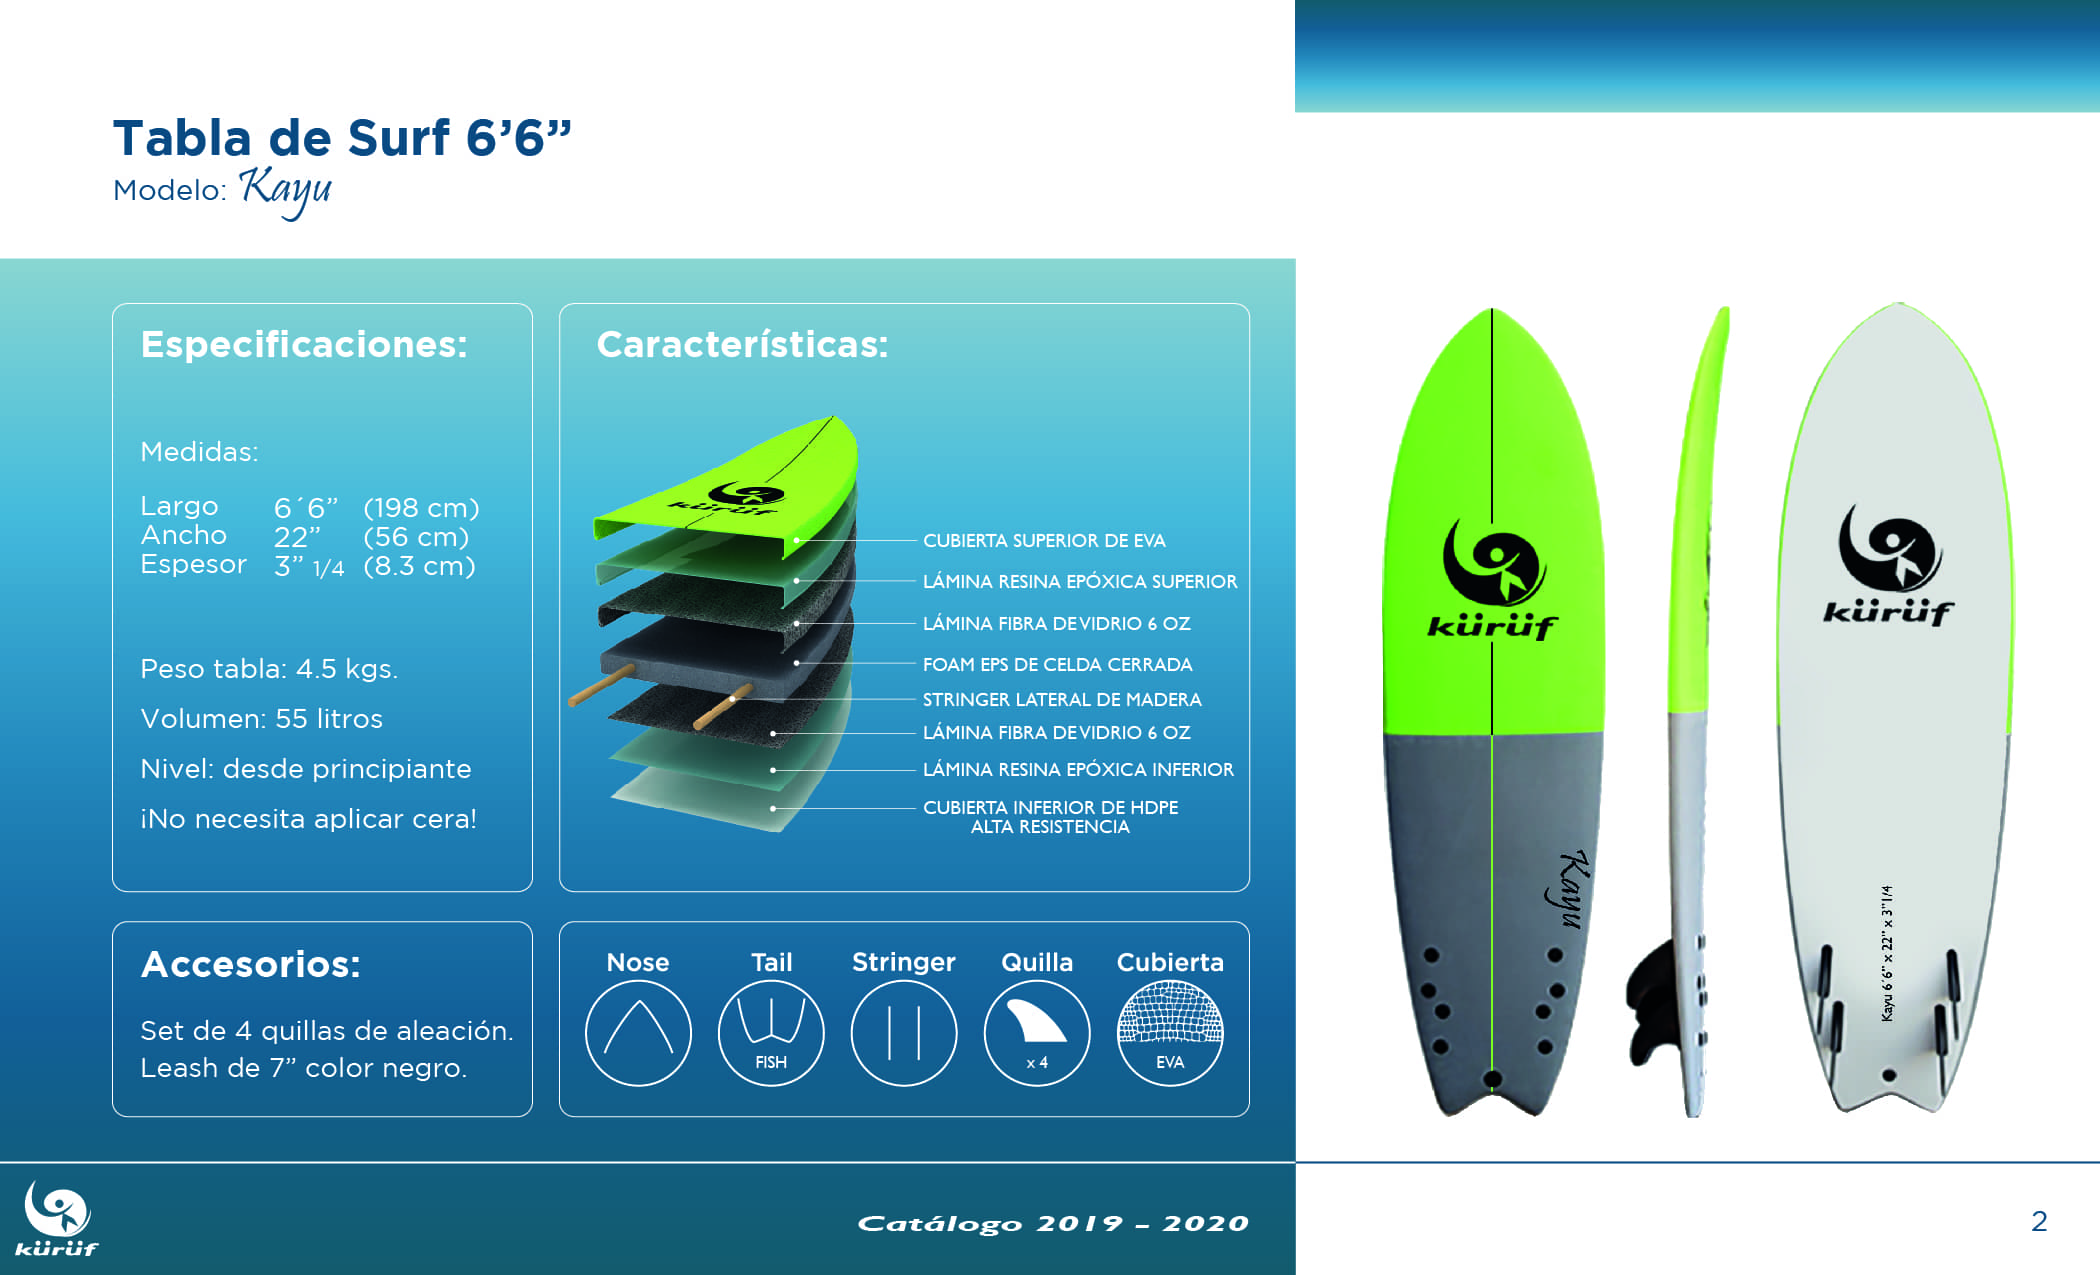 Tabla de Surf 6’6”
Modelo: Kayu
Especificaciones:
Medidas:
Largo 6´6” (198 cm)
Ancho 22” (56 cm)
Espesor 3” 1/4 (8.3 cm)
Peso tabla: 4.5 kgs.
Volumen: 55 litros
Nivel: desde principiante
¡No necesita aplicar cera!
Características:
kürüf
CUBIERTA SUPERIOR DE EVA
LÁMINA RESINA EPÓXICA SUPERIOR
LÁMINA FIBRA DE VIDRIO 6 OZ
FOAM EPS DE CELDA CERRADA
STRINGER LATERAL DE MADERA
LÁMINA FIBRA DE VIDRIO 6 OZ
LÁMINA RESINA EPÓXICA INFERIOR
CUBIERTA INFERIOR DE HDPE
ALTA RESISTENCIA
Accesorios:
Set de 4 quillas de aleación.
Leash de 7” color negro.
Nose Tail Stringer Quilla Cubierta
FISH x 4 EVA
kürüf
Kayu
kürüf
Kayu 6´6” x 22” x 3”1/4
kürüf
Catálogo 2019 – 2020
2